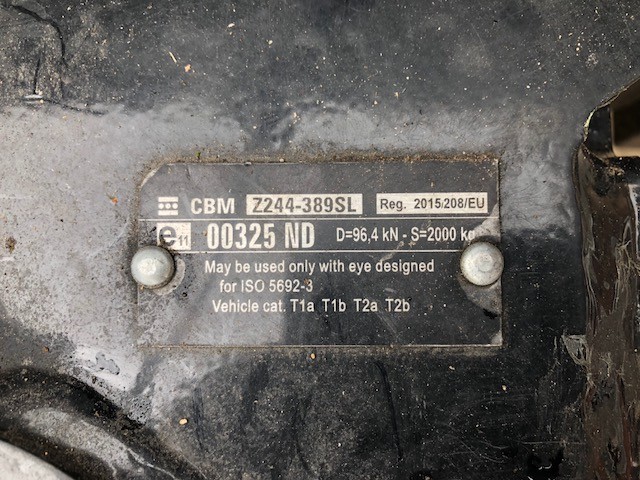 CBM Z244-389SL Reg. 2015/208/EU
e11 00325 ND D=96,4 kN - S=2000 kg
May be used only with eye designed
for ISO 5692-3
Vehicle cat. T1a T1b T2a T2b